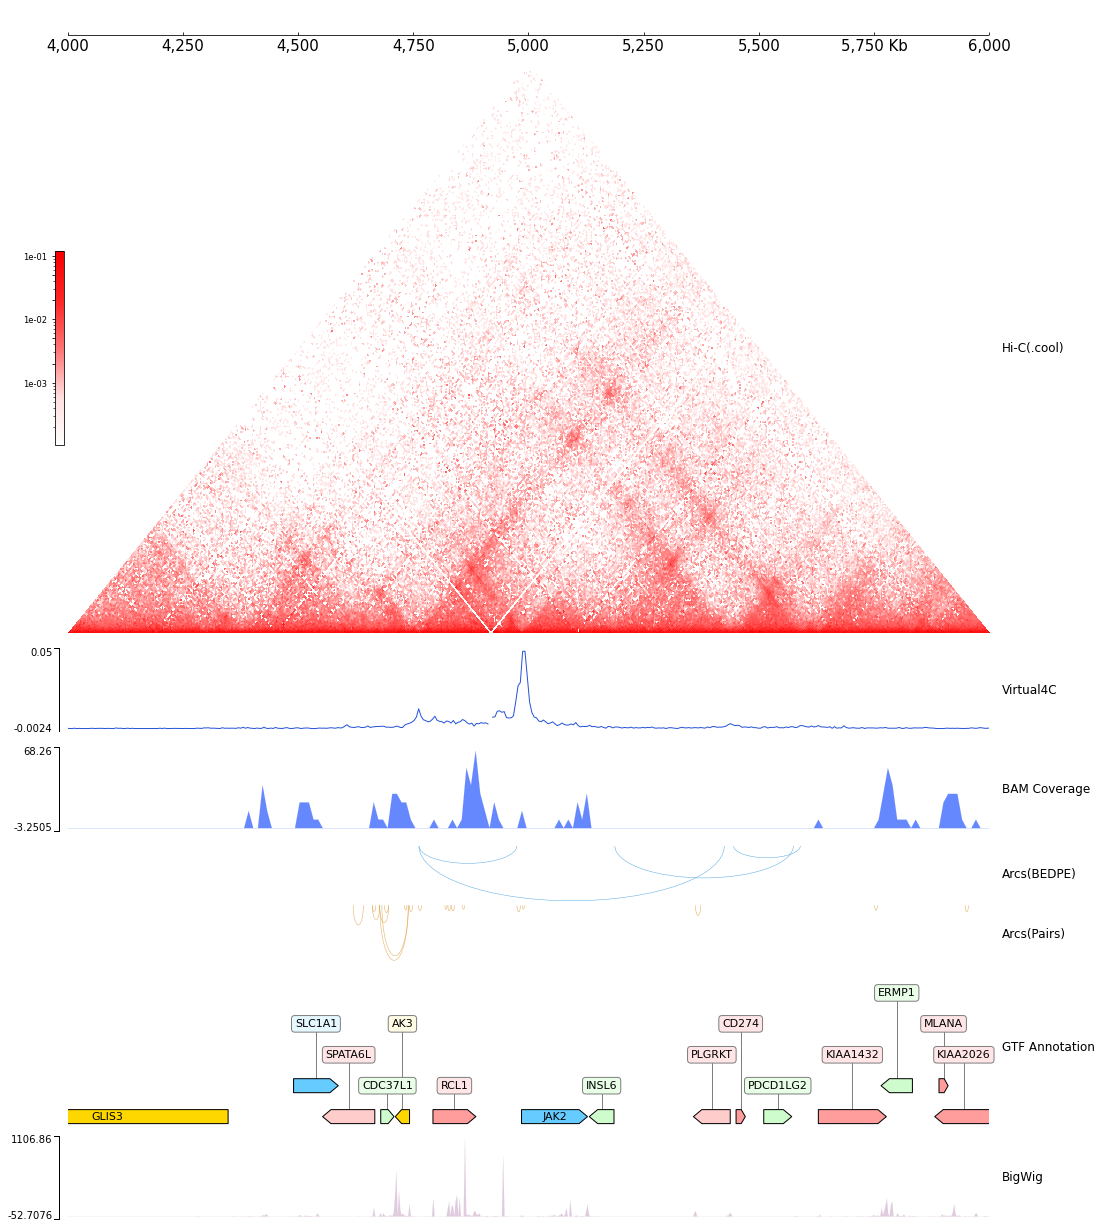 4,000 4,250 4,500 4,750 5,000 5,250 5,500 5,750 Kb 6,000
1e-01
1e-02
1e-03
Hi-C(.cool)
0.05
Virtual4C
-0.0024
68.26
BAM Coverage
-3.2505
Arcs(BEDPE)
Arcs(Pairs)
ERMP1
SLC1A1 AK3 CD274 MLANA
GTF Annotation
SPATA6L PLGRKT KIAA1432 KIAA2026
CDC37L1 RCL1 INSL6 PDCD1LG2
GLIS3 JAK2
1106.86
BigWig
-52.7076